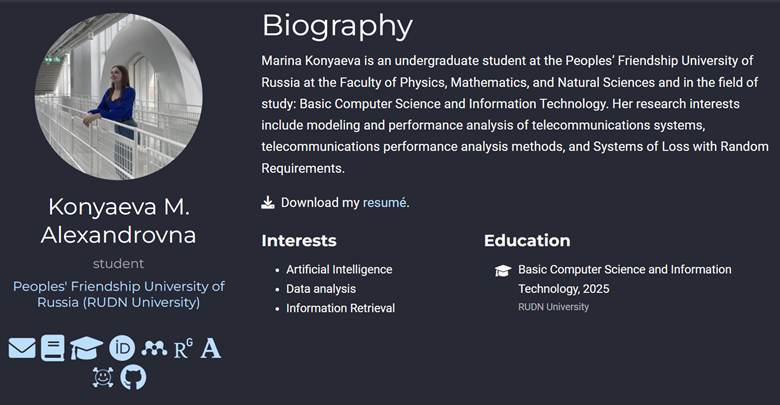 Konyaeva M.
Alexandrovna
student
Peoples' Friendship University of
Russia (RUDN University)
iD
RG
A
Biography
Marina Konyaeva is an undergraduate student at the Peoples’ Friendship University of
Russia at the Faculty of Physics, Mathematics, and Natural Sciences and in the field of
study: Basic Computer Science and Information Technology. Her research interests
include modeling and performance analysis of telecommunications systems,
telecommunications performance analysis methods, and Systems of Loss with Random
Requirements.
Download my resumé.
Interests
Artificial Intelligence
Data analysis
Information Retrieval
Education
Basic Computer Science and Information
Technology, 2025
RUDN University